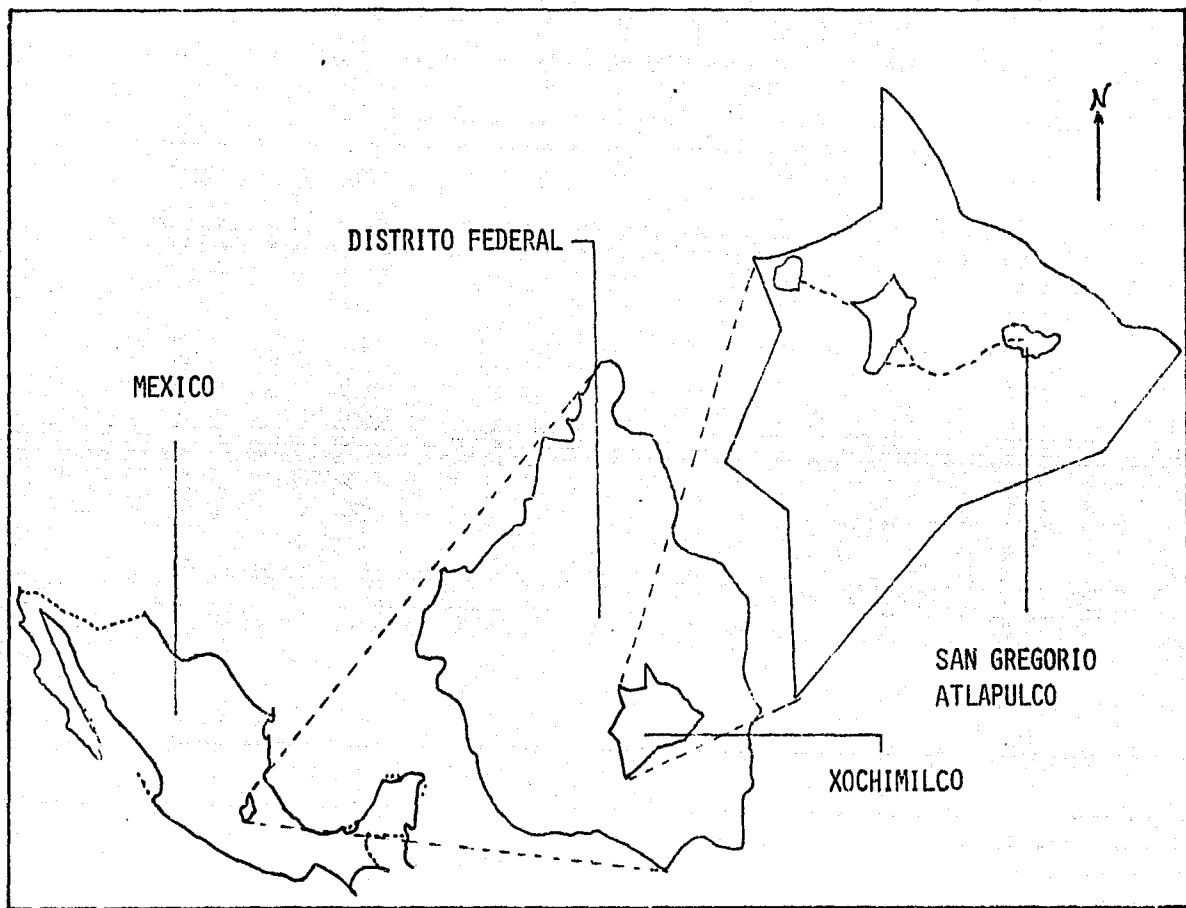 N
DISTRITO FEDERAL
MEXICO
SAN GREGORIO
ATLAPULCO
XOCHIMILCO